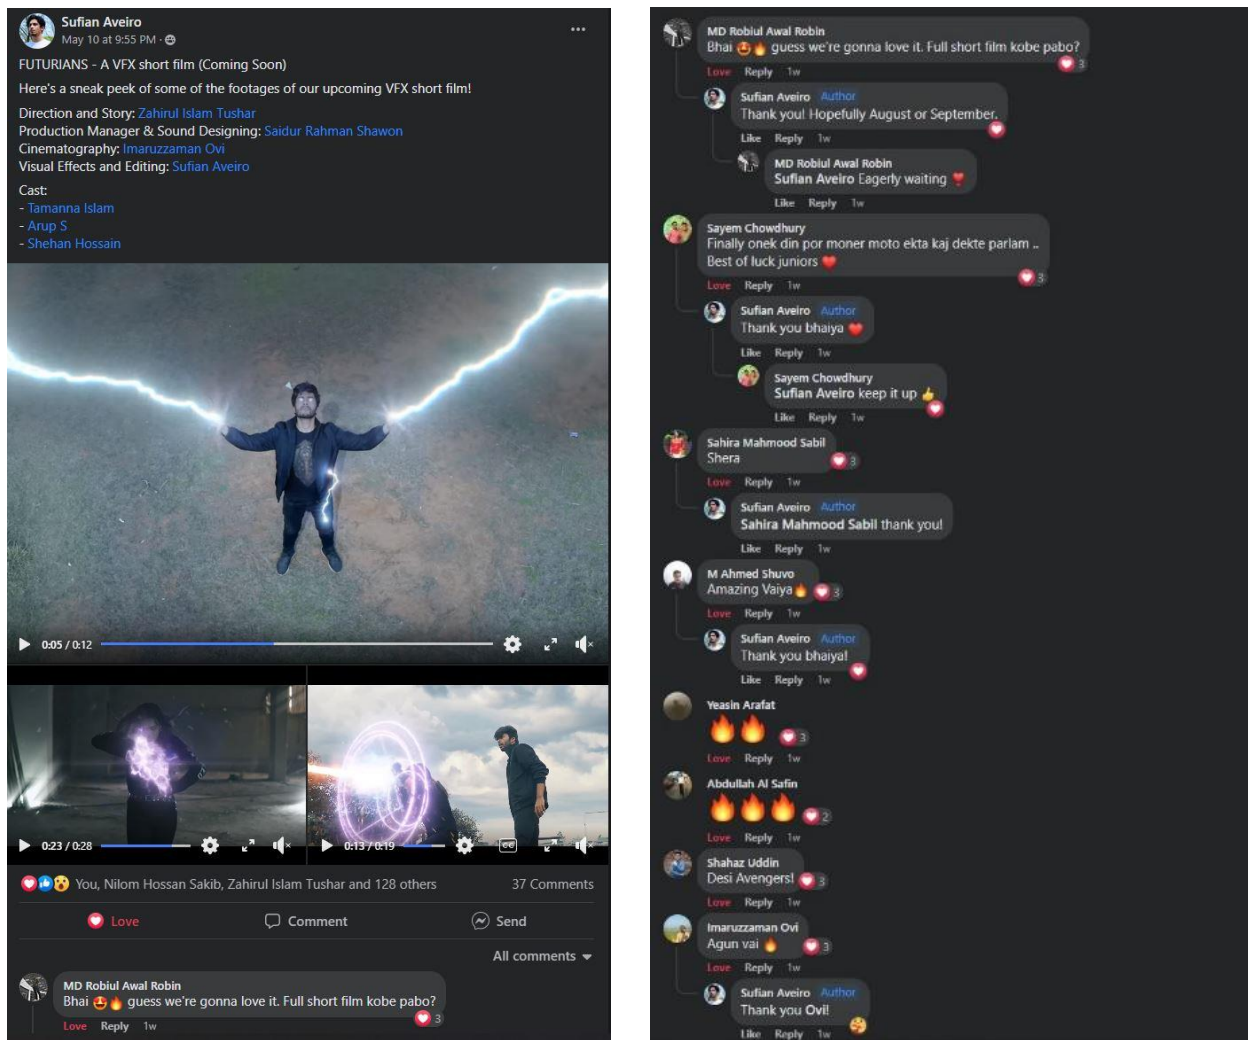 Sufian Aveiro
May 10 at 9:55 PM ·
FUTURIANS - A VFX short film (Coming Soon)
Here's a sneak peek of some of the footages of our upcoming VFX short film!
Direction and Story: Zahirul Islam Tushar
Production Manager & Sound Designing: Saidur Rahman Shawon
Cinematography: Imaruzzaman Ovi
Visual Effects and Editing: Sufian Aveiro
Cast:
- Tamanna Islam
- Arup S
- Shehan Hossain
0:05 / 0:12
0:23 / 0:28
0:13 / 0:19
CC
You, Nilom Hossan Sakib, Zahirul Islam Tushar and 128 others 37 Comments
Love Comment Send
All comments
MD Robiul Awal Robin
Bhai 🤩🔥 guess we're gonna love it. Full short film kobe pabo?
3
Love Reply 1w
MD Robiul Awal Robin
Bhai 🤩🔥 guess we're gonna love it. Full short film kobe pabo?
3
Love Reply 1w
Sufian Aveiro Author
Thank you! Hopefully August or September.
Like Reply 1w
MD Robiul Awal Robin
Sufian Aveiro Eagerly waiting ❣️
Like Reply 1w
Sayem Chowdhury
Finally onek din por moner moto ekta kaj dekte parlam ..
Best of luck juniors ❤️
3
Love Reply 1w
Sufian Aveiro Author
Thank you bhaiya ❤️
Like Reply 1w
Sayem Chowdhury
Sufian Aveiro keep it up 👍
Like Reply 1w
Sahira Mahmood Sabil
Shera
3
Love Reply 1w
Sufian Aveiro Author
Sahira Mahmood Sabil thank you!
Like Reply 1w
M Ahmed Shuvo
Amazing Vaiya🔥
3
Love Reply 1w
Sufian Aveiro Author
Thank you bhaiya!
Like Reply 1w
Yeasin Arafat
🔥🔥
3
Love Reply 1w
Abdullah Al Safin
🔥🔥🔥
2
Love Reply 1w
Shahaz Uddin
Desi Avengers!
3
Love Reply 1w
Imaruzzaman Ovi
Agun vai 🔥
3
Love Reply 1w
Sufian Aveiro Author
Thank you Ovi!
Like Reply 1w